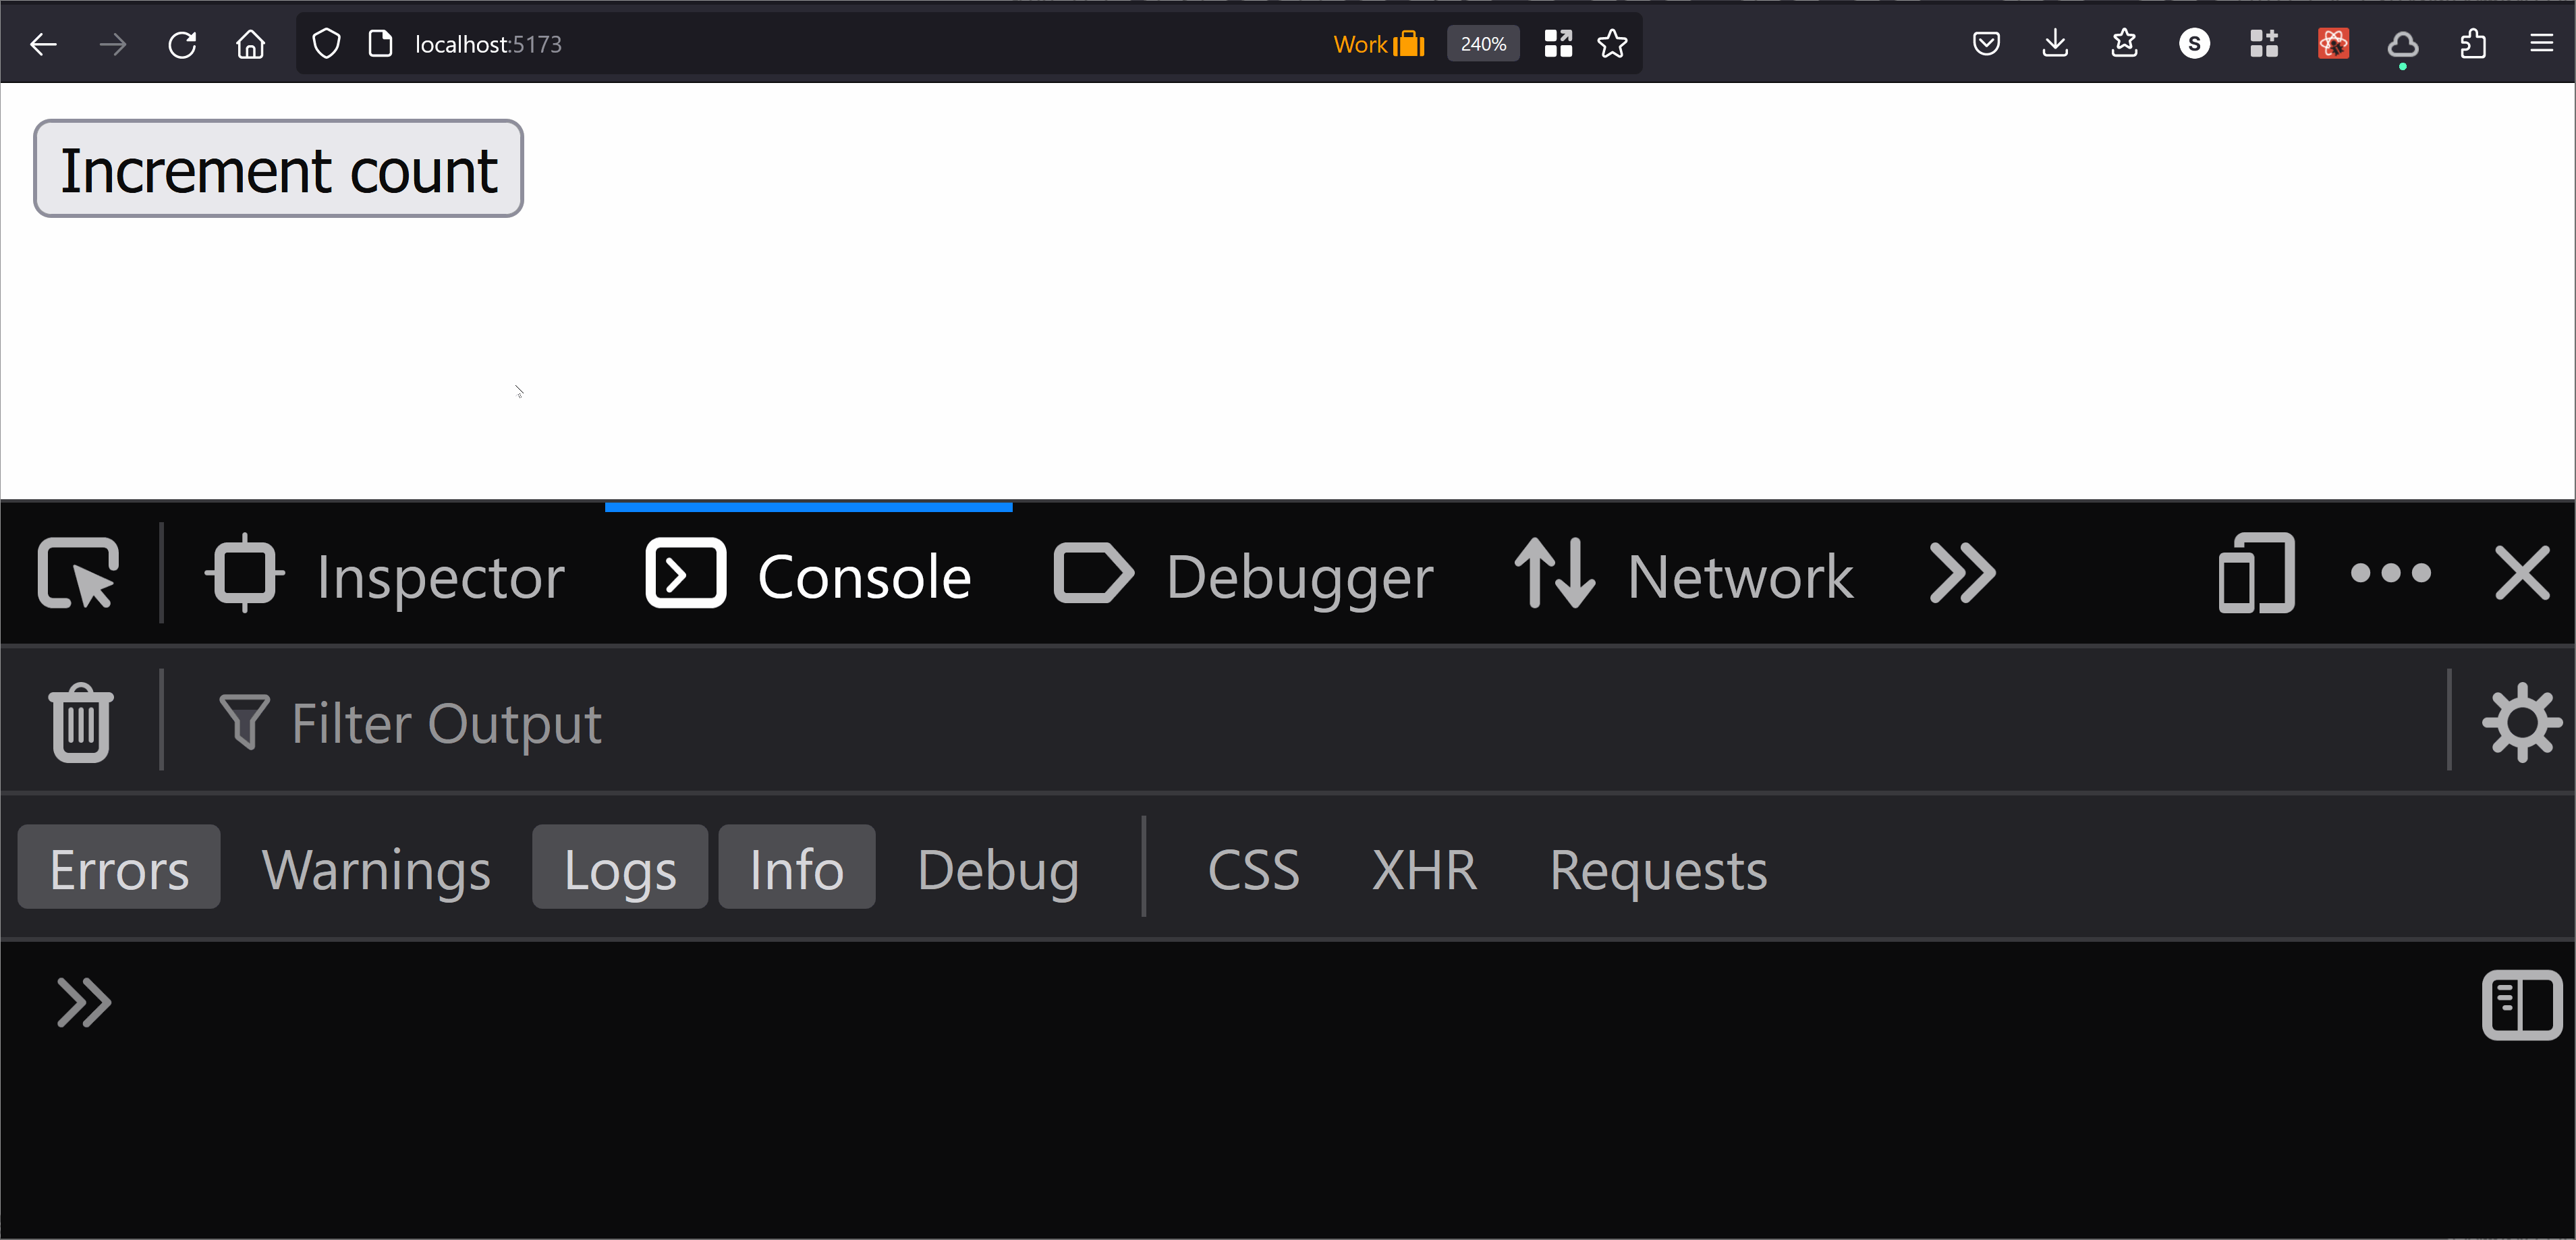 localhost:5173 Work 240% S
Increment count
Inspector Console Debugger Network
Filter Output
Errors Warnings Logs Info Debug CSS XHR Requests